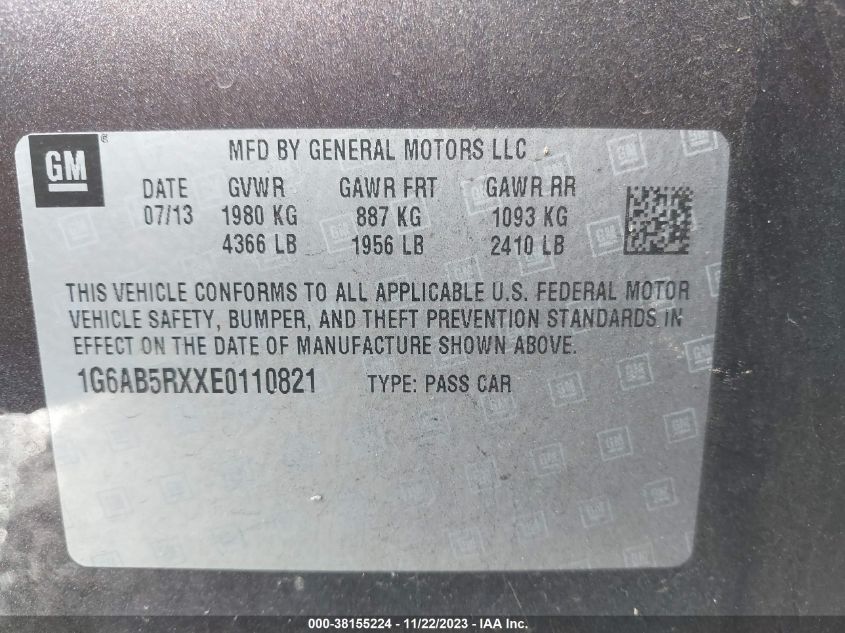 GM
MFD BY GENERAL MOTORS LLC
DATE GVWR GAWR FRT GAWR RR
07/13 1980 KG 887 KG 1093 KG
4366 LB 1956 LB 2410 LB
THIS VEHICLE CONFORMS TO ALL APPLICABLE U.S. FEDERAL MOTOR
VEHICLE SAFETY, BUMPER, AND THEFT PREVENTION STANDARDS IN
EFFECT ON THE DATE OF MANUFACTURE SHOWN ABOVE.
1G6AB5RXXE0110821 TYPE: PASS CAR
000-38155224 - 11/22/2023 - IAA Inc.